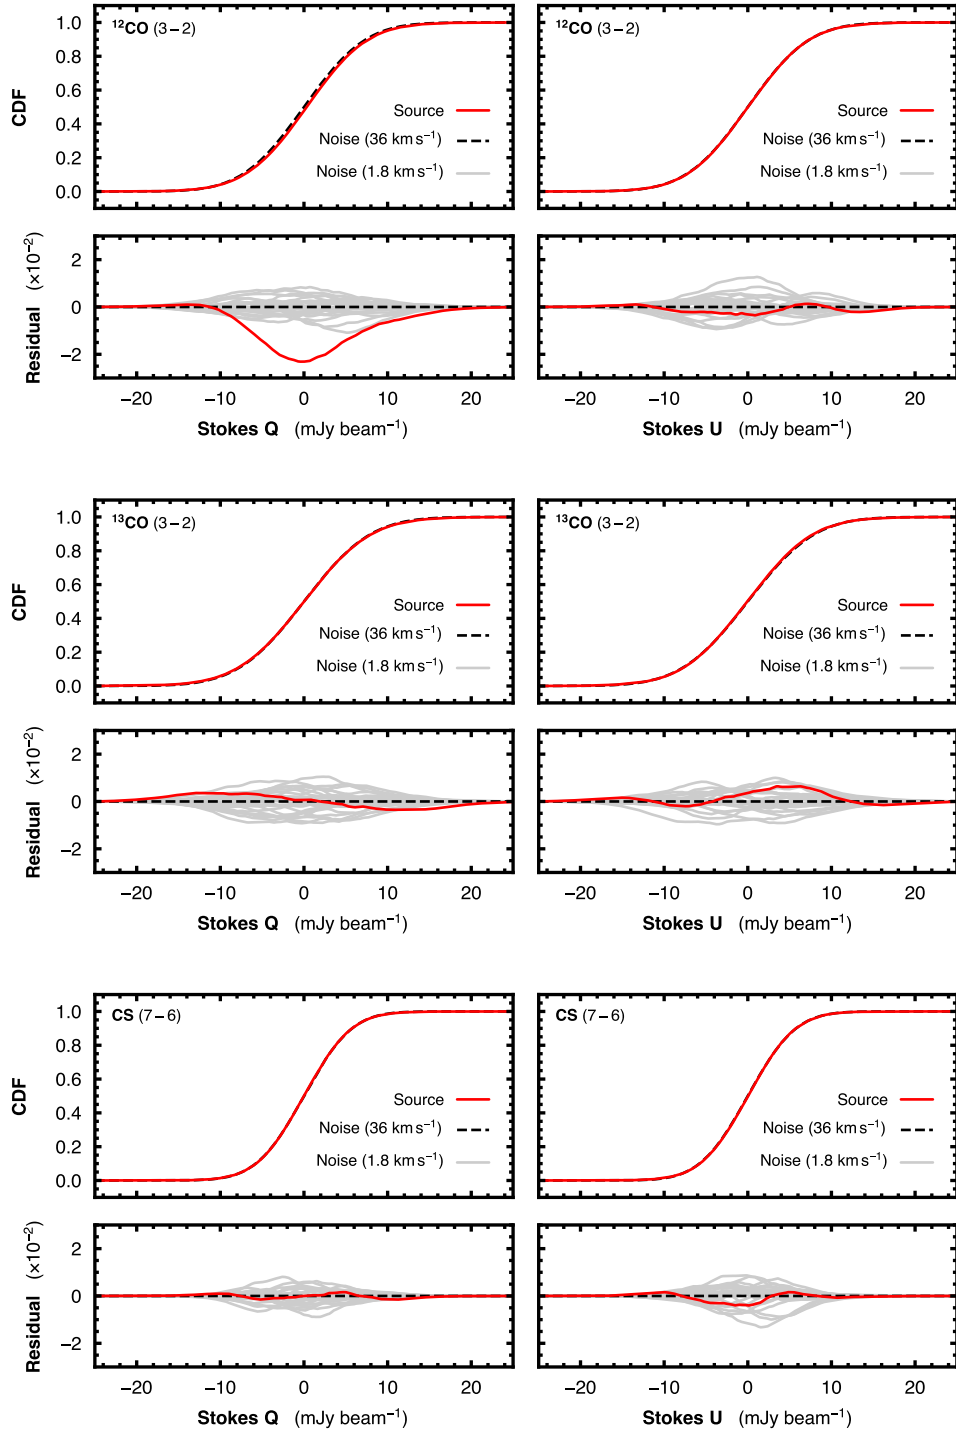 ¹²CO (3−2)
CDF
1.0
0.8
0.6
0.4
0.2
0.0
Source
Noise (36 km s⁻¹)
Noise (1.8 km s⁻¹)
¹²CO (3−2)
Source
Noise (36 km s⁻¹)
Noise (1.8 km s⁻¹)
Residual (×10⁻²)
2
0
−2
−20 −10 0 10 20
Stokes Q (mJy beam⁻¹)
−20 −10 0 10 20
Stokes U (mJy beam⁻¹)
¹³CO (3−2)
CDF
1.0
0.8
0.6
0.4
0.2
0.0
Source
Noise (36 km s⁻¹)
Noise (1.8 km s⁻¹)
¹³CO (3−2)
Source
Noise (36 km s⁻¹)
Noise (1.8 km s⁻¹)
Residual (×10⁻²)
2
0
−2
−20 −10 0 10 20
Stokes Q (mJy beam⁻¹)
−20 −10 0 10 20
Stokes U (mJy beam⁻¹)
CS (7−6)
CDF
1.0
0.8
0.6
0.4
0.2
0.0
Source
Noise (36 km s⁻¹)
Noise (1.8 km s⁻¹)
CS (7−6)
Source
Noise (36 km s⁻¹)
Noise (1.8 km s⁻¹)
Residual (×10⁻²)
2
0
−2
−20 −10 0 10 20
Stokes Q (mJy beam⁻¹)
−20 −10 0 10 20
Stokes U (mJy beam⁻¹)